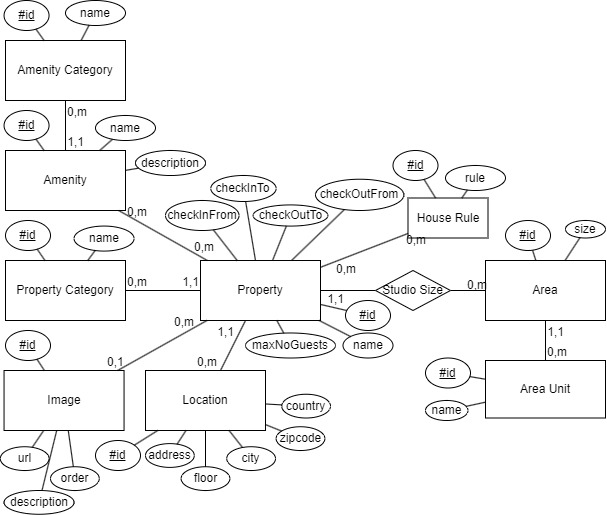 #id
name
Amenity Category
0,m
1,1
#id
name
Amenity
description
0,m
0,m
checkInTo
checkInFrom
checkOutTo
checkOutFrom
#id
rule
House Rule
0,m
0,m
#id
name
Property Category
0,m
1,1
Property
1,1
Studio Size
0,m
#id
size
Area
1,1
0,m
#id
name
Area Unit
#id
name
maxNoGuests
0,m
0,1
1,1
0,m
#id
Image
url
description
order
Location
#id
address
floor
city
zipcode
country